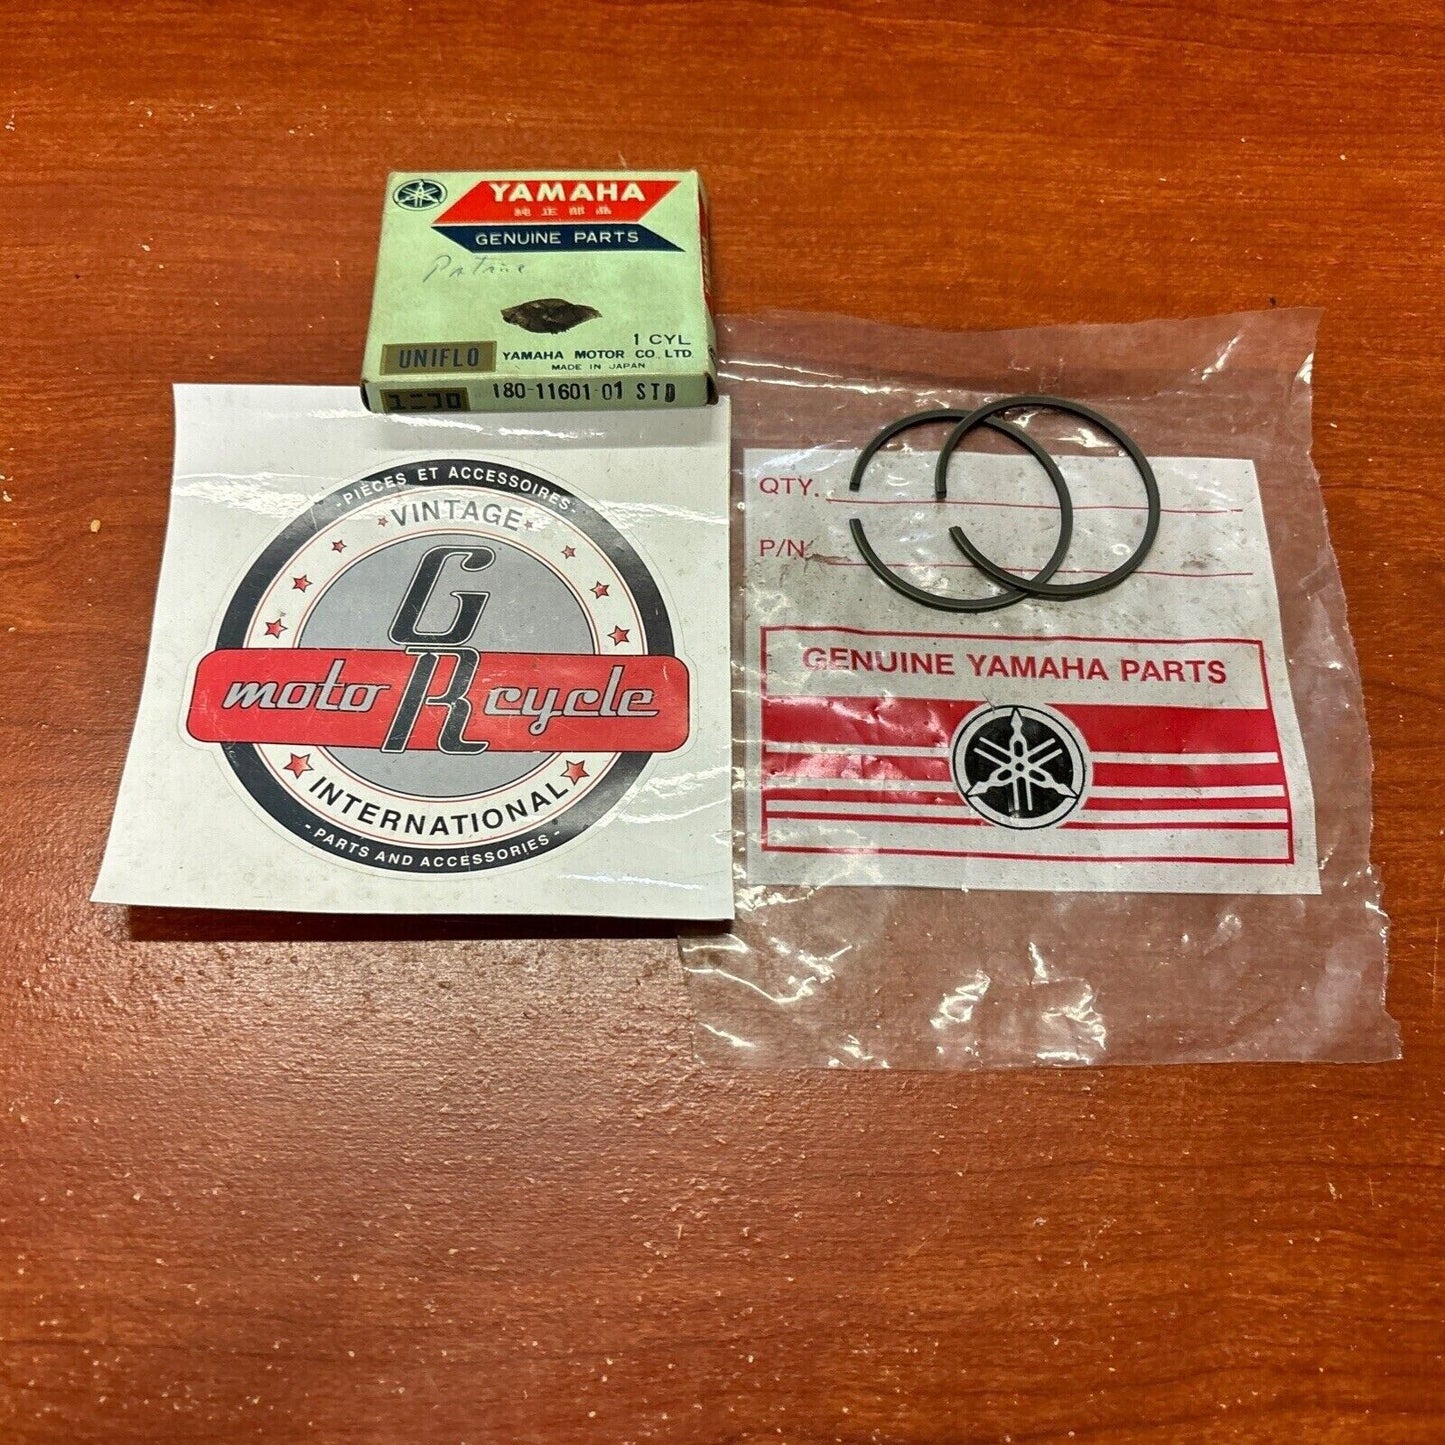 YAMAHA
純正部品
GENUINE PARTS
1 CYL
UNIFLO
YAMAHA MOTOR CO., LTD
MADE IN JAPAN
180-11601-01 STD
- PIÈCES ET ACCESSOIRES -
VINTAGE
GR
moto cycle
INTERNATIONAL
- PARTS AND ACCESSORIES -
QTY.
P/N
GENUINE YAMAHA PARTS